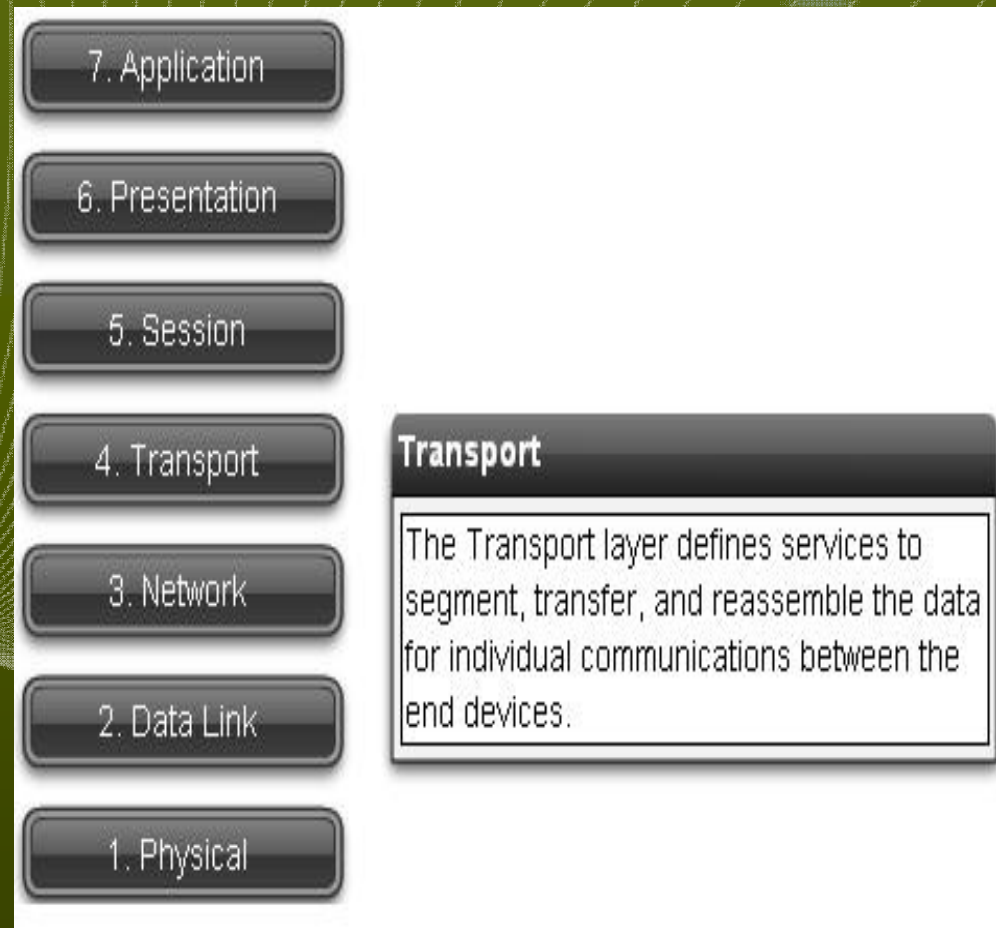 7. Application
6. Presentation
5. Session
4. Transport
3. Network
2. Data Link
1. Physical
Transport
The Transport layer defines services to
segment, transfer, and reassemble the data
for individual communications between the
end devices.